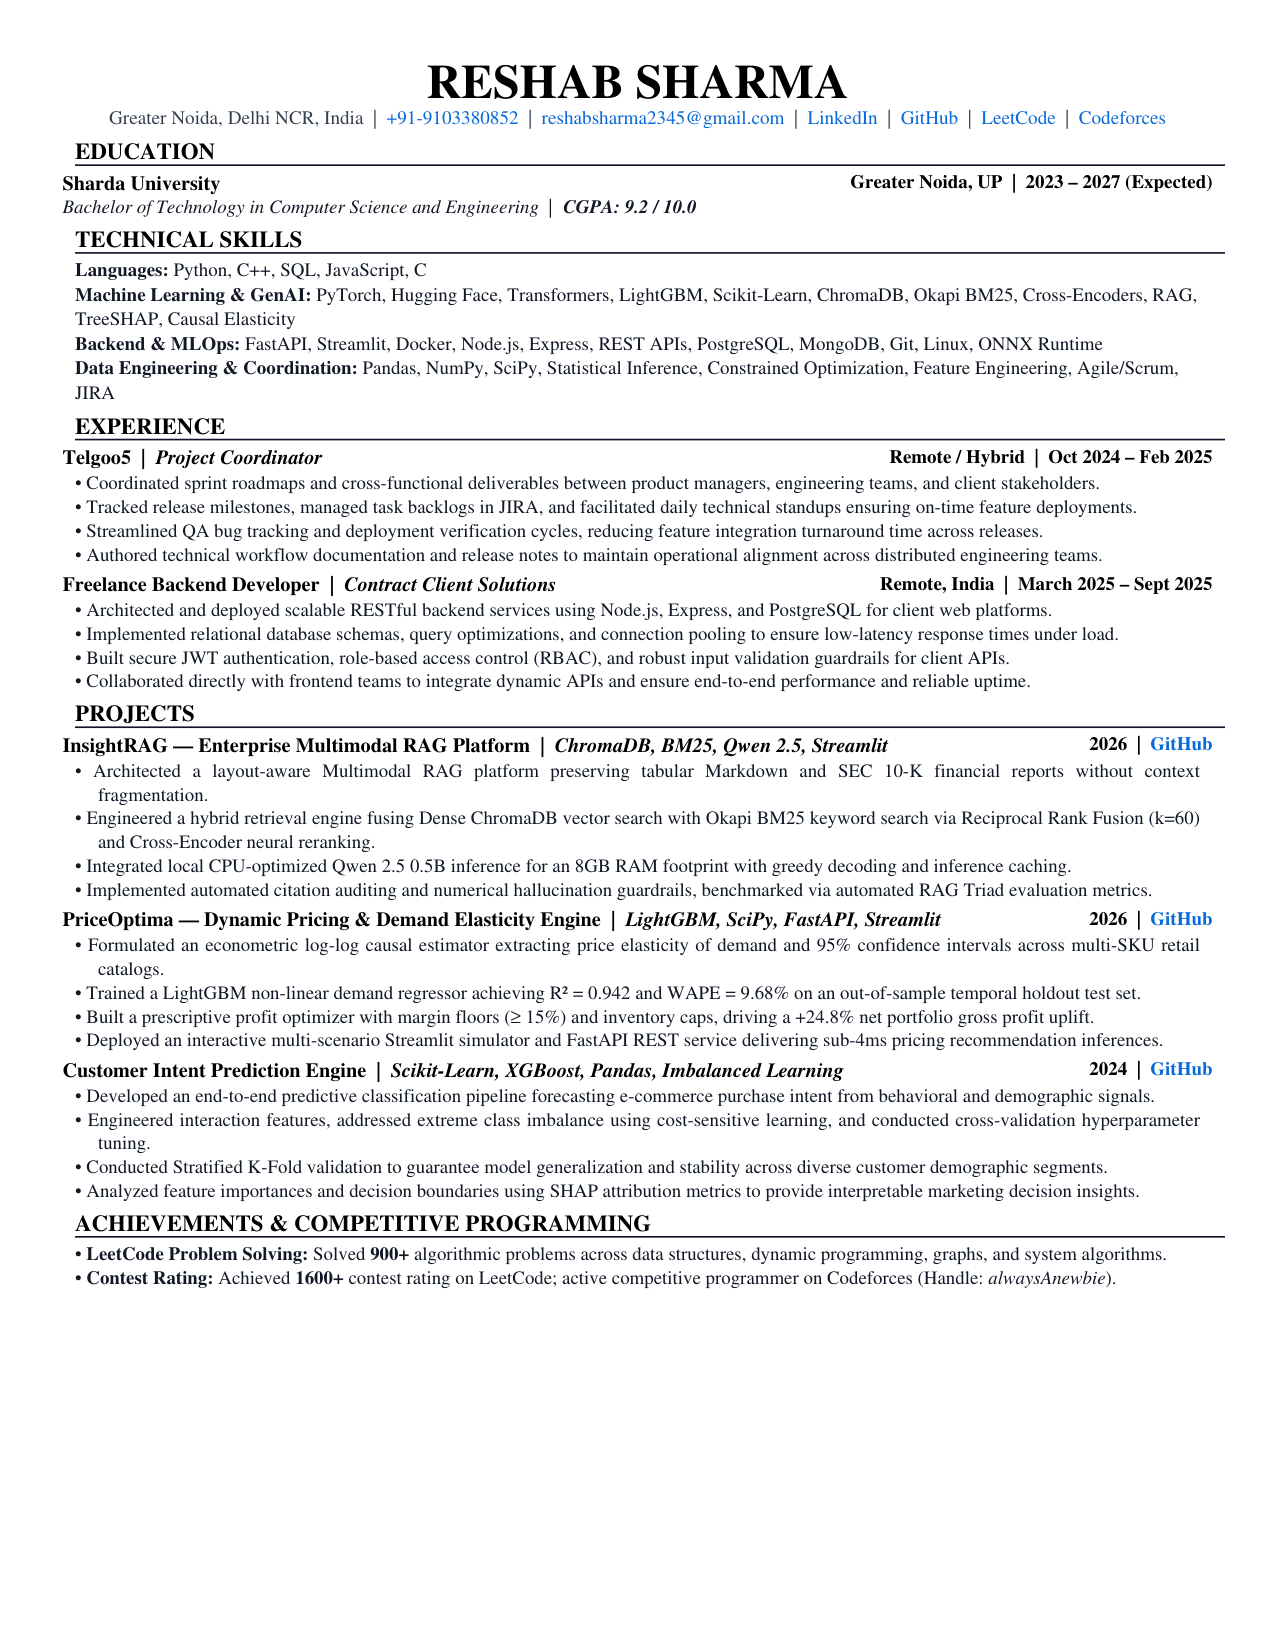 RESHAB SHARMA
Greater Noida, Delhi NCR, India | +91-9103380852 | reshabsharma2345@gmail.com | LinkedIn | GitHub | LeetCode | Codeforces
EDUCATION
Sharda University Greater Noida, UP | 2023 – 2027 (Expected)
Bachelor of Technology in Computer Science and Engineering | CGPA: 9.2 / 10.0
TECHNICAL SKILLS
Languages: Python, C++, SQL, JavaScript, C
Machine Learning & GenAI: PyTorch, Hugging Face, Transformers, LightGBM, Scikit-Learn, ChromaDB, Okapi BM25, Cross-Encoders, RAG,
TreeSHAP, Causal Elasticity
Backend & MLOps: FastAPI, Streamlit, Docker, Node.js, Express, REST APIs, PostgreSQL, MongoDB, Git, Linux, ONNX Runtime
Data Engineering & Coordination: Pandas, NumPy, SciPy, Statistical Inference, Constrained Optimization, Feature Engineering, Agile/Scrum,
JIRA
EXPERIENCE
Telgoo5 | Project Coordinator Remote / Hybrid | Oct 2024 – Feb 2025
• Coordinated sprint roadmaps and cross-functional deliverables between product managers, engineering teams, and client stakeholders.
• Tracked release milestones, managed task backlogs in JIRA, and facilitated daily technical standups ensuring on-time feature deployments.
• Streamlined QA bug tracking and deployment verification cycles, reducing feature integration turnaround time across releases.
• Authored technical workflow documentation and release notes to maintain operational alignment across distributed engineering teams.
Freelance Backend Developer | Contract Client Solutions Remote, India | March 2025 – Sept 2025
• Architected and deployed scalable RESTful backend services using Node.js, Express, and PostgreSQL for client web platforms.
• Implemented relational database schemas, query optimizations, and connection pooling to ensure low-latency response times under load.
• Built secure JWT authentication, role-based access control (RBAC), and robust input validation guardrails for client APIs.
• Collaborated directly with frontend teams to integrate dynamic APIs and ensure end-to-end performance and reliable uptime.
PROJECTS
InsightRAG — Enterprise Multimodal RAG Platform | ChromaDB, BM25, Qwen 2.5, Streamlit 2026 | GitHub
• Architected a layout-aware Multimodal RAG platform preserving tabular Markdown and SEC 10-K financial reports without context
fragmentation.
• Engineered a hybrid retrieval engine fusing Dense ChromaDB vector search with Okapi BM25 keyword search via Reciprocal Rank Fusion (k=60)
and Cross-Encoder neural reranking.
• Integrated local CPU-optimized Qwen 2.5 0.5B inference for an 8GB RAM footprint with greedy decoding and inference caching.
• Implemented automated citation auditing and numerical hallucination guardrails, benchmarked via automated RAG Triad evaluation metrics.
PriceOptima — Dynamic Pricing & Demand Elasticity Engine | LightGBM, SciPy, FastAPI, Streamlit 2026 | GitHub
• Formulated an econometric log-log causal estimator extracting price elasticity of demand and 95% confidence intervals across multi-SKU retail
catalogs.
• Trained a LightGBM non-linear demand regressor achieving R² = 0.942 and WAPE = 9.68% on an out-of-sample temporal holdout test set.
• Built a prescriptive profit optimizer with margin floors (≥ 15%) and inventory caps, driving a +24.8% net portfolio gross profit uplift.
• Deployed an interactive multi-scenario Streamlit simulator and FastAPI REST service delivering sub-4ms pricing recommendation inferences.
Customer Intent Prediction Engine | Scikit-Learn, XGBoost, Pandas, Imbalanced Learning 2024 | GitHub
• Developed an end-to-end predictive classification pipeline forecasting e-commerce purchase intent from behavioral and demographic signals.
• Engineered interaction features, addressed extreme class imbalance using cost-sensitive learning, and conducted cross-validation hyperparameter
tuning.
• Conducted Stratified K-Fold validation to guarantee model generalization and stability across diverse customer demographic segments.
• Analyzed feature importances and decision boundaries using SHAP attribution metrics to provide interpretable marketing decision insights.
ACHIEVEMENTS & COMPETITIVE PROGRAMMING
• LeetCode Problem Solving: Solved 900+ algorithmic problems across data structures, dynamic programming, graphs, and system algorithms.
• Contest Rating: Achieved 1600+ contest rating on LeetCode; active competitive programmer on Codeforces (Handle: alwaysAnewbie).